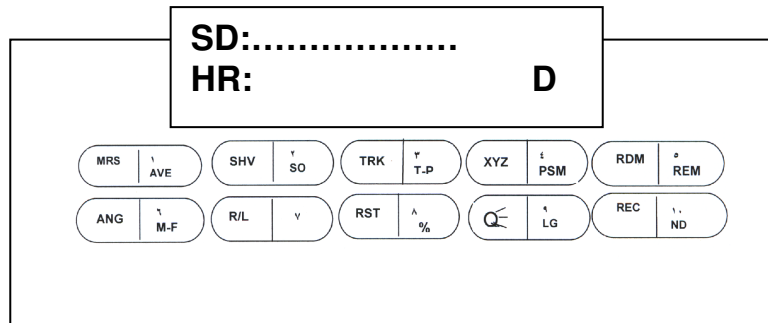 SD:..................
HR: D
MRS ١ AVE SHV ٢ SO TRK ٣ T-P XYZ ٤ PSM RDM ٥ REM
ANG ٦ M-F R/L ٧ RST ٨ % ٩ LG REC ١٠ ND